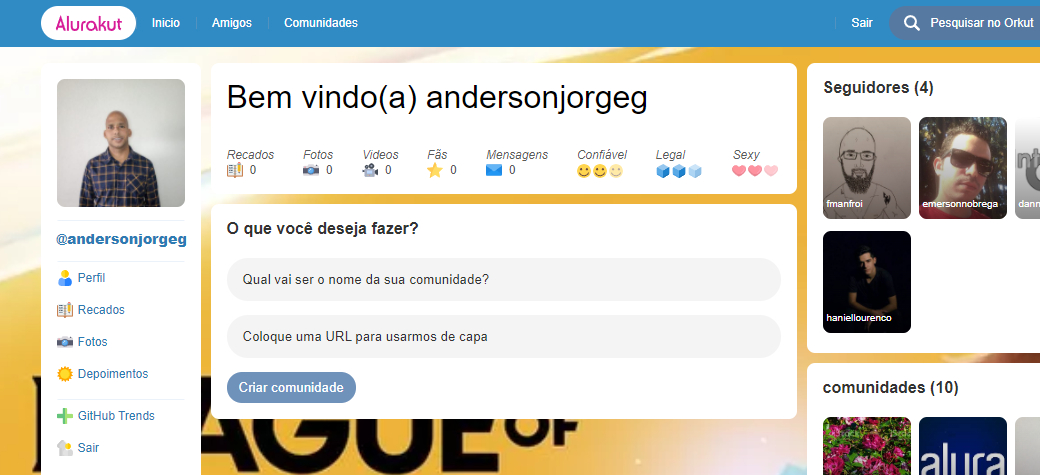 Alurakut
Inicio
Amigos
Comunidades
Sair
Pesquisar no Orkut
@andersonjorgeg
Perfil
Recados
Fotos
Depoimentos
GitHub Trends
Sair
Bem vindo(a) andersonjorgeg
Recados
0
Fotos
0
Videos
0
Fãs
0
Mensagens
0
Confiável
Legal
Sexy
O que você deseja fazer?
Qual vai ser o nome da sua comunidade?
Coloque uma URL para usarmos de capa
Criar comunidade
AGUE OF
Seguidores (4)
fmanfroi
emersonnobrega
dann
haniellourenco
comunidades (10)
alura